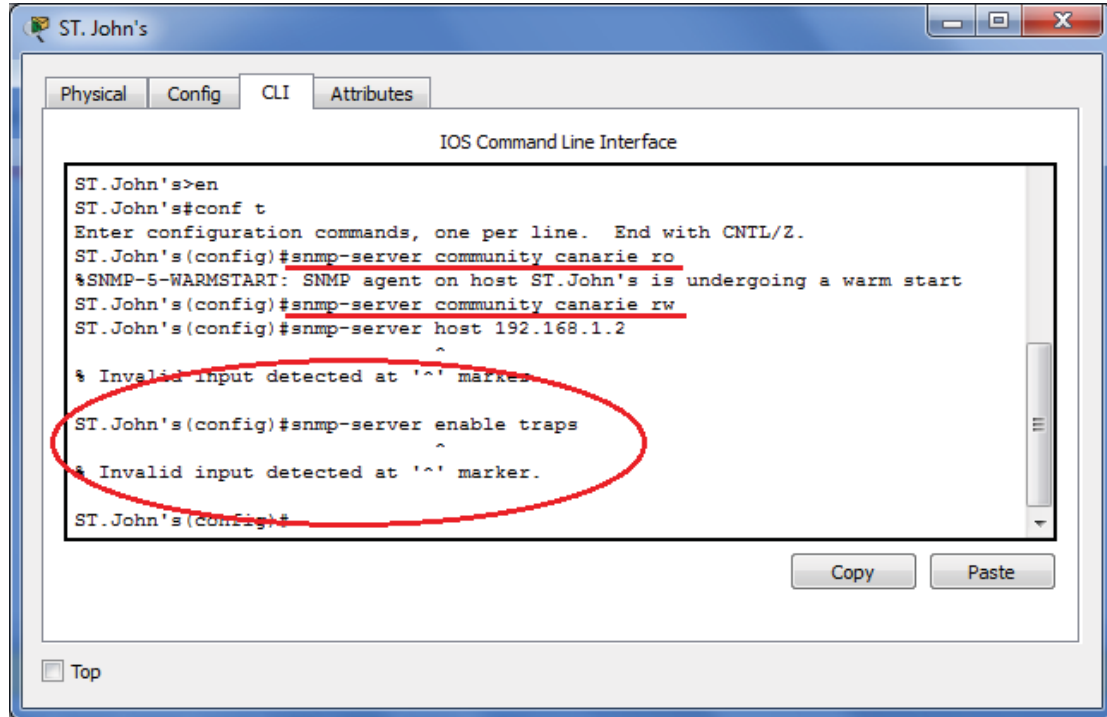 ST. John's
Physical Config CLI Attributes
IOS Command Line Interface
ST.John's>en
ST.John's#conf t
Enter configuration commands, one per line.  End with CNTL/Z.
ST.John's(config)#snmp-server community canarie ro
%SNMP-5-WARMSTART: SNMP agent on host ST.John's is undergoing a warm start
ST.John's(config)#snmp-server community canarie rw
ST.John's(config)#snmp-server host 192.168.1.2
^
% Invalid input detected at '^' marker.
ST.John's(config)#snmp-server enable traps
^
% Invalid input detected at '^' marker.
ST.John's(config)#
Copy Paste
Top